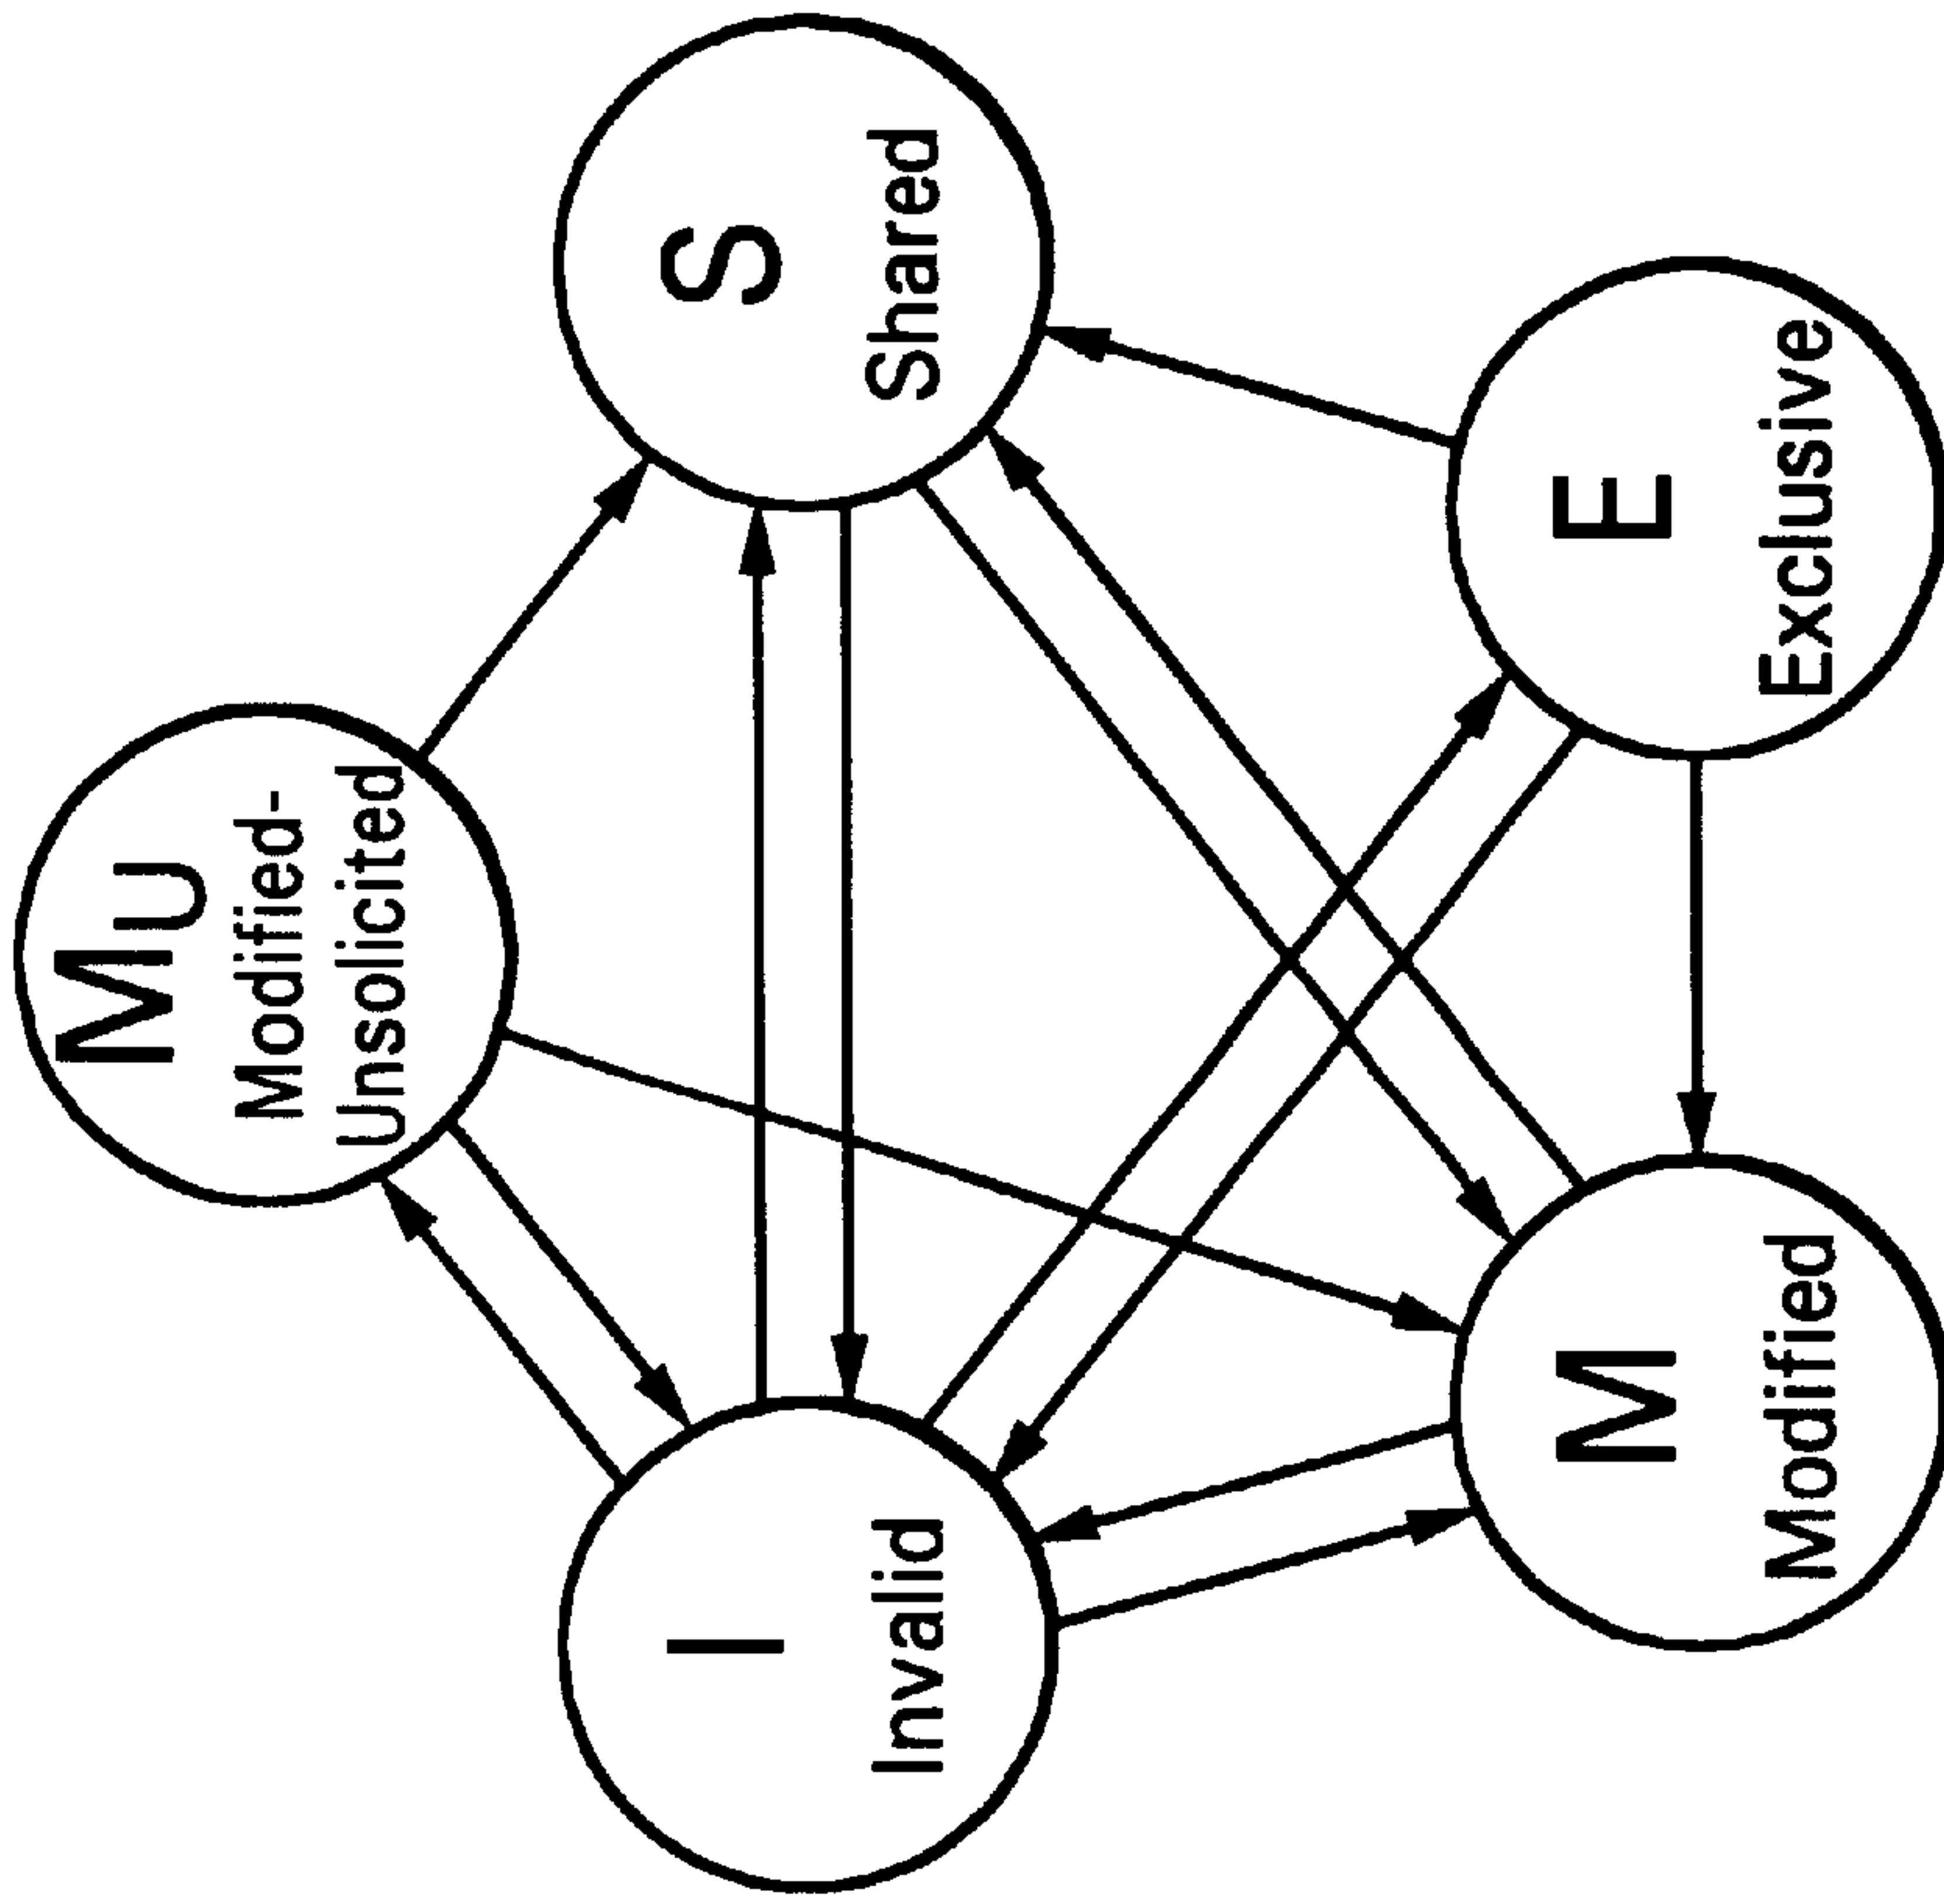 Mu
Modified-
Unsolicited
S
Shared
I
Invalid
E
Exclusive
M
Modified